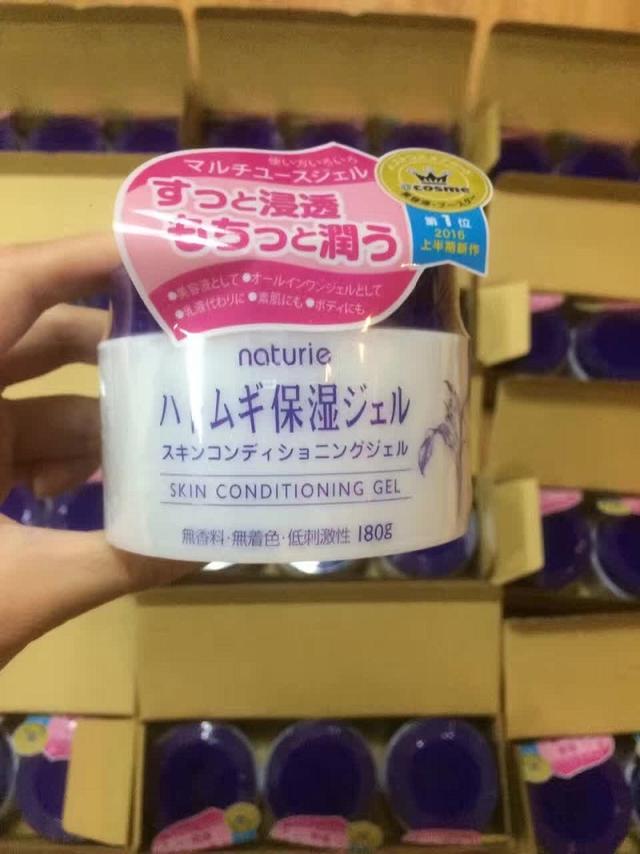 使い方いろいろ
マルチユースジェル
すっと浸透
もちっと潤う
●美容液として●オールインワンジェルとして
●乳液代わりに●素肌にも●ボディにも
@cosme
第1位
2016
上半期新作
naturie
ハトムギ保湿ジェル
スキンコンディショニングジェル
SKIN CONDITIONING GEL
無香料・無着色・低刺激性 180g